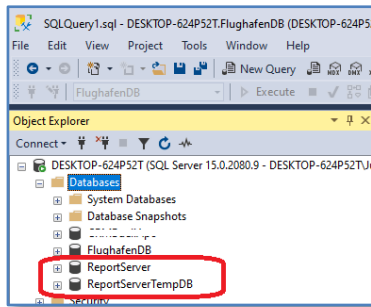 SQLQuery1.sql - DESKTOP-624P52T.FlughafenDB (DESKTOP-624P5
File Edit View Project Tools Window Help
New Query
FlughafenDB Execute
Object Explorer
Connect
DESKTOP-624P52T (SQL Server 15.0.2080.9 - DESKTOP-624P52T\Ju
Databases
System Databases
Database Snapshots
FlughafenDB
ReportServer
ReportServerTempDB
Security